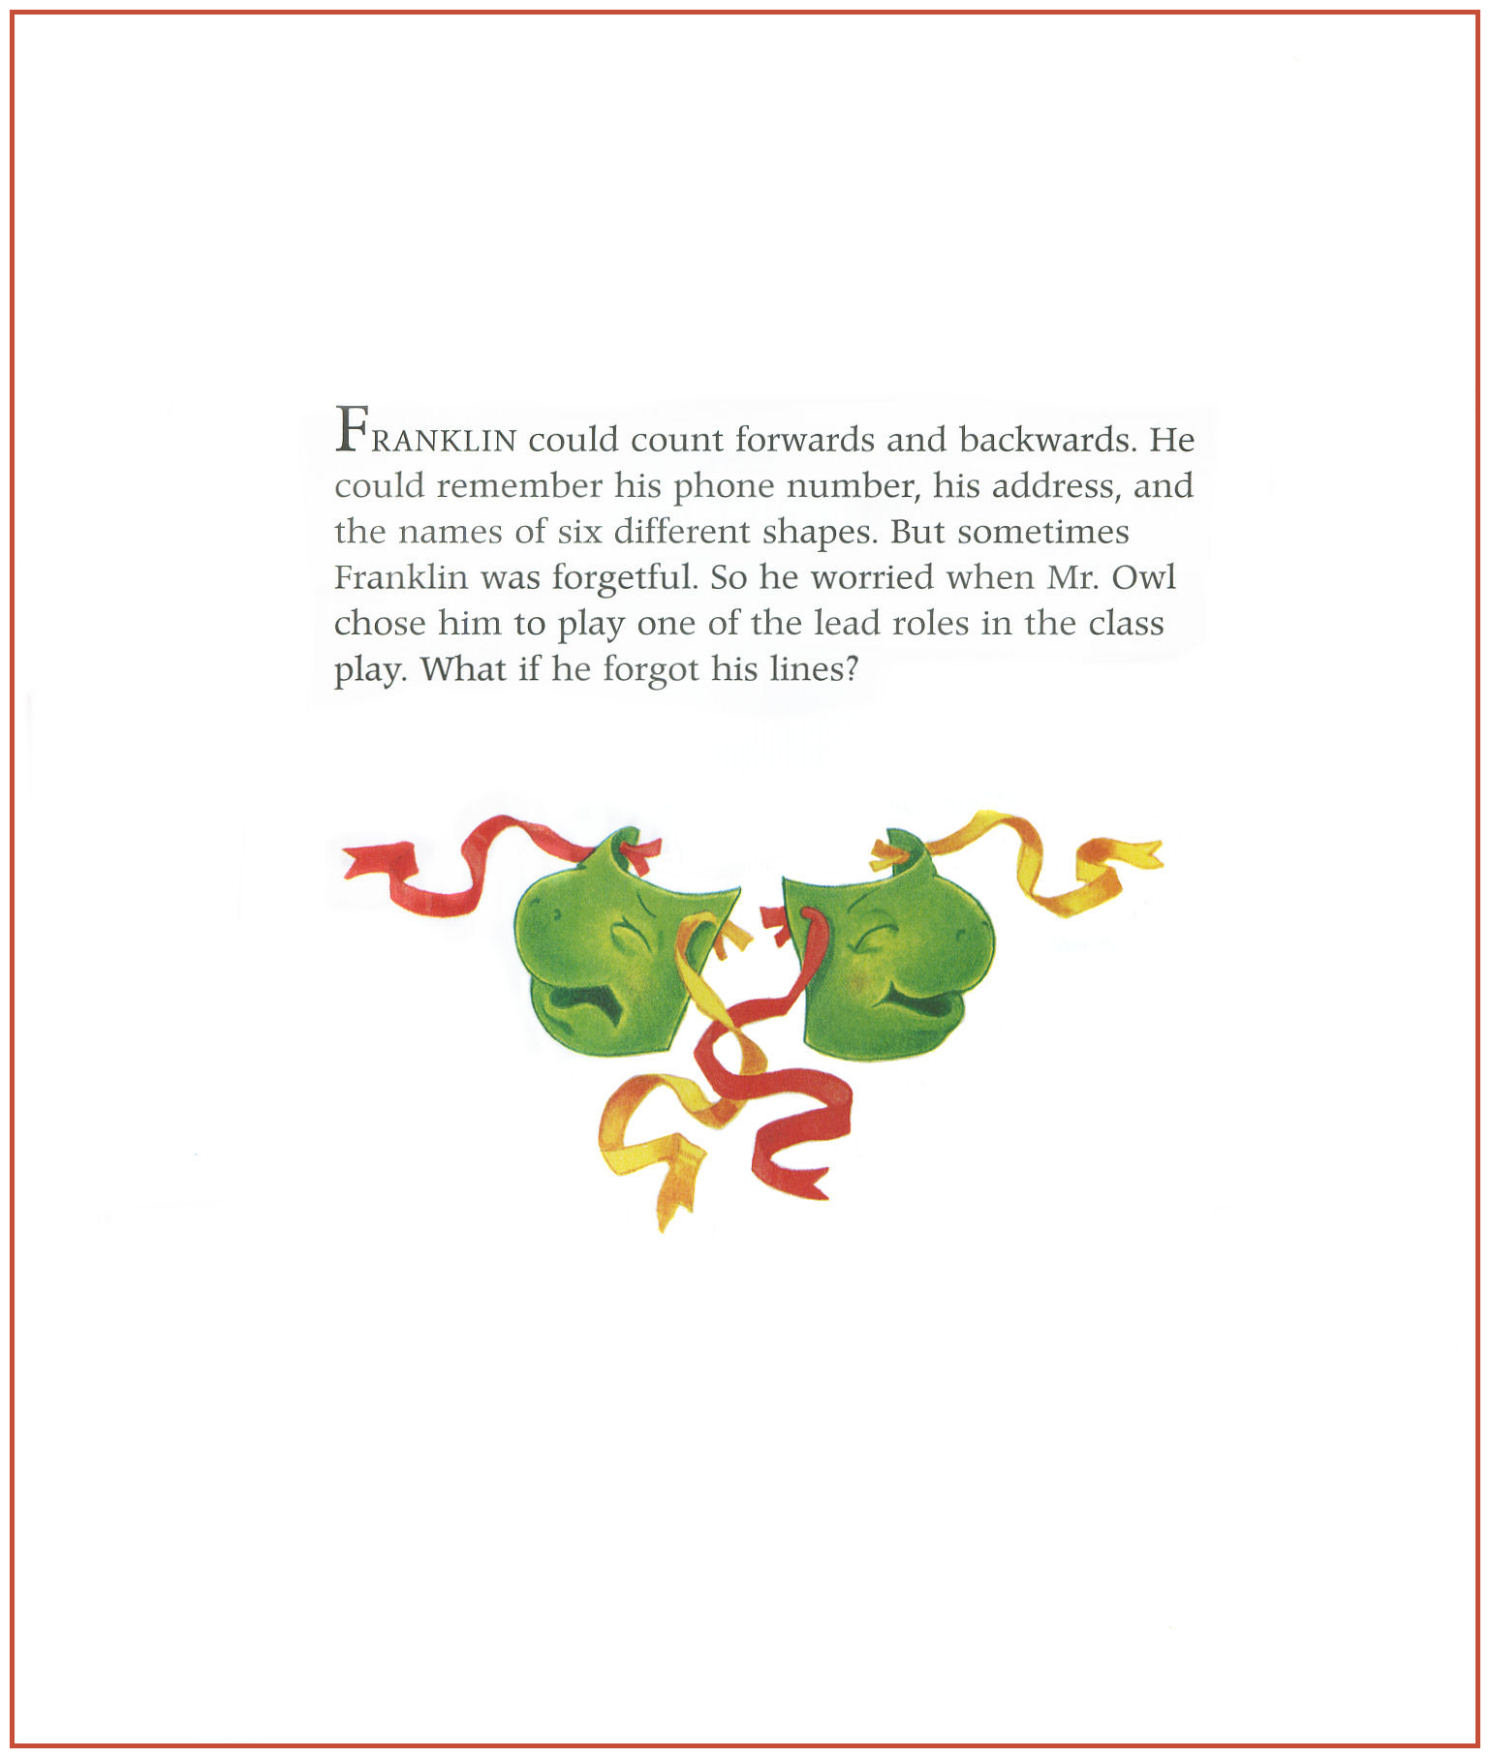 FRANKLIN could count forwards and backwards. He
could remember his phone number, his address, and
the names of six different shapes. But sometimes
Franklin was forgetful. So he worried when Mr. Owl
chose him to play one of the lead roles in the class
play. What if he forgot his lines?